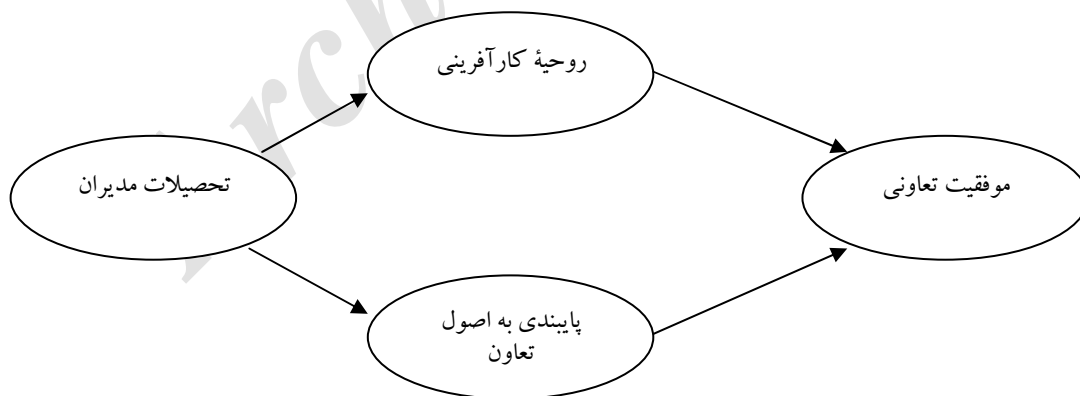 روحیهٔ کارآفرینی
تحصیلات مدیران
موفقیت تعاونی
پایبندی به اصول
تعاون